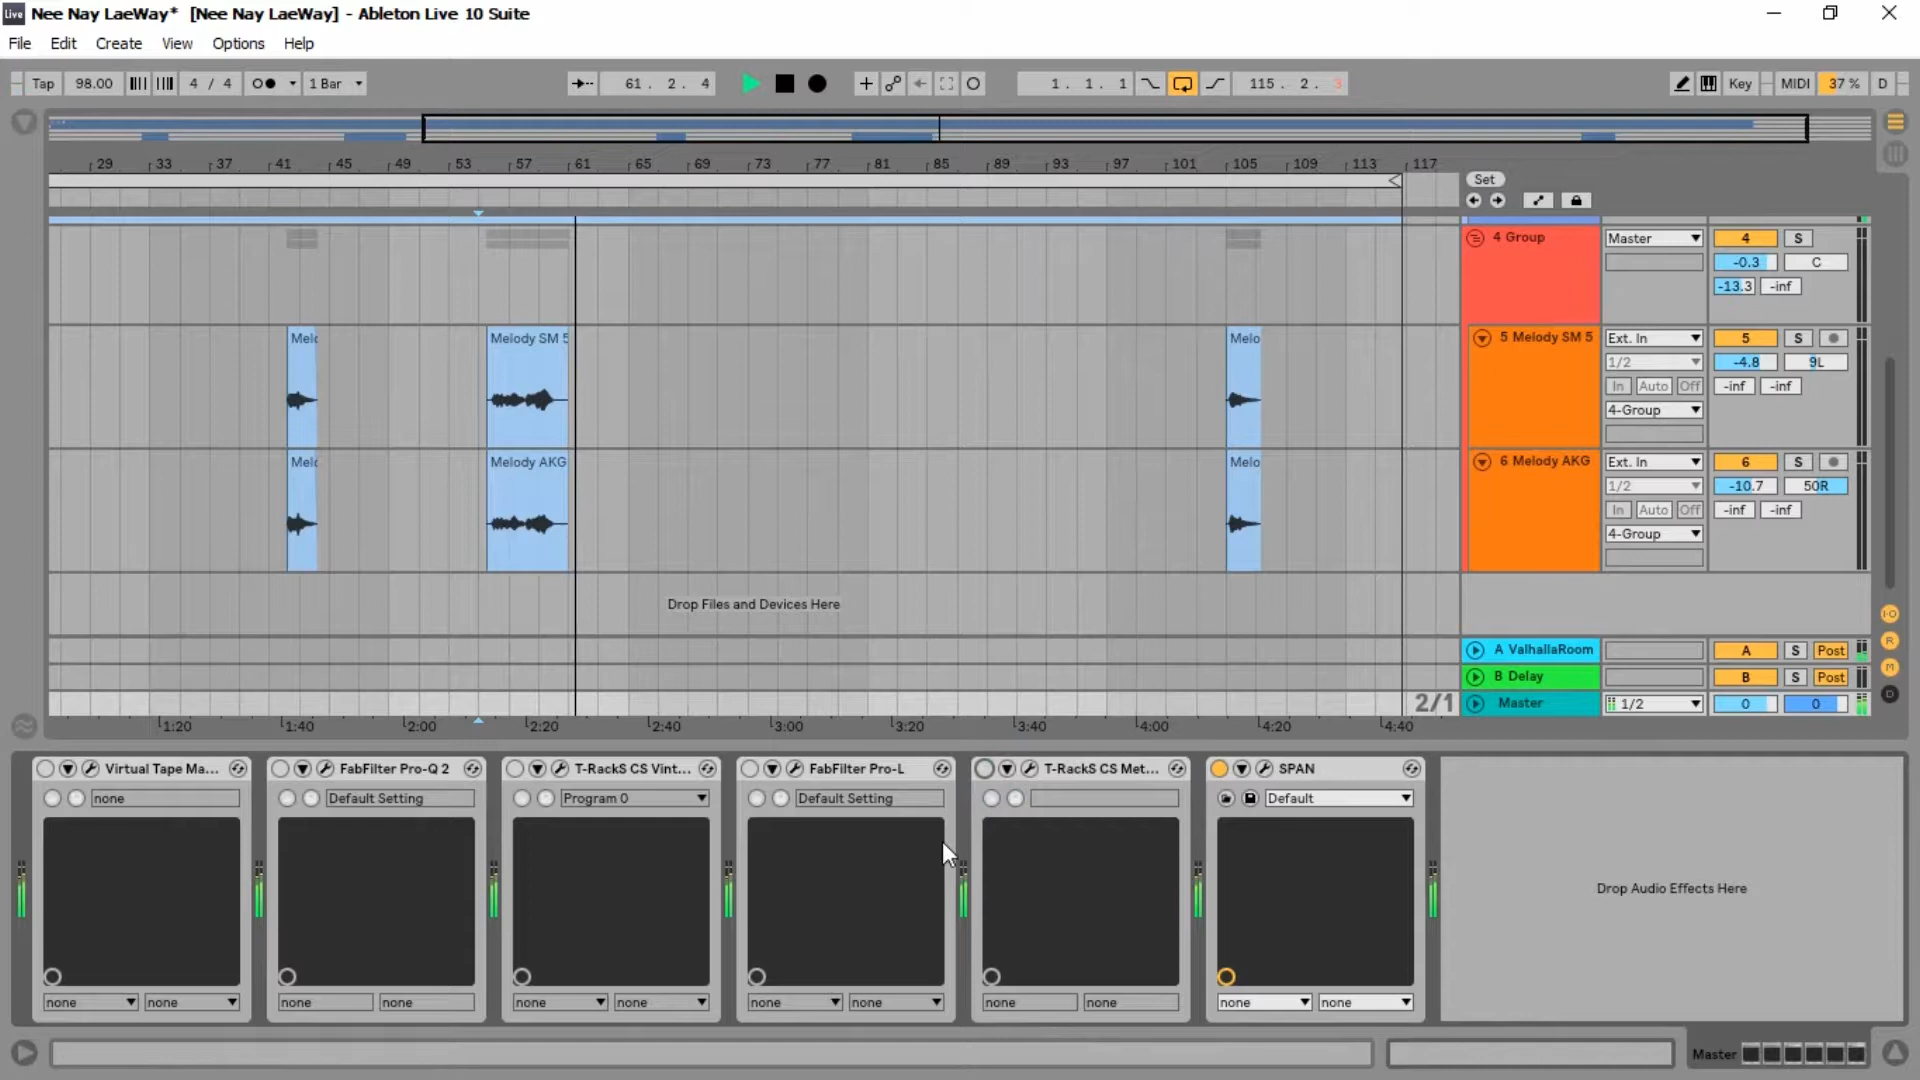 Live Nee Nay LaeWay* [Nee Nay LaeWay] - Ableton Live 10 Suite
File Edit Create View Options Help
Tap 98.00 4 / 4 1 Bar 61. 2. 4 1. 1. 1 115. 2. 3 Key MIDI 37 % D
29 33 37 41 45 49 53 57 61 65 69 73 77 81 85 89 93 97 101 105 109 113 117
Set
4 Group Master 4 S
-0.3 C
-13.3 -inf
Melo Melody SM 5 Melo 5 Melody SM 5 Ext. In 5 S
1/2 -4.8 9L
In Auto Off -inf -inf
4-Group
Melo Melody AKG Melo 6 Melody AKG Ext. In 6 S
1/2 -10.7 50R
In Auto Off -inf -inf
4-Group
Drop Files and Devices Here
A ValhallaRoom A S Post
B Delay B S Post
2/1 Master 1/2 0 0
1:20 1:40 2:00 2:20 2:40 3:00 3:20 3:40 4:00 4:20 4:40
Virtual Tape Ma... FabFilter Pro-Q 2 T-RackS CS Vint... FabFilter Pro-L T-RackS CS Met... SPAN
none Default Setting Program 0 Default Setting Default
Drop Audio Effects Here
none none none none none none none none none none none none
Master